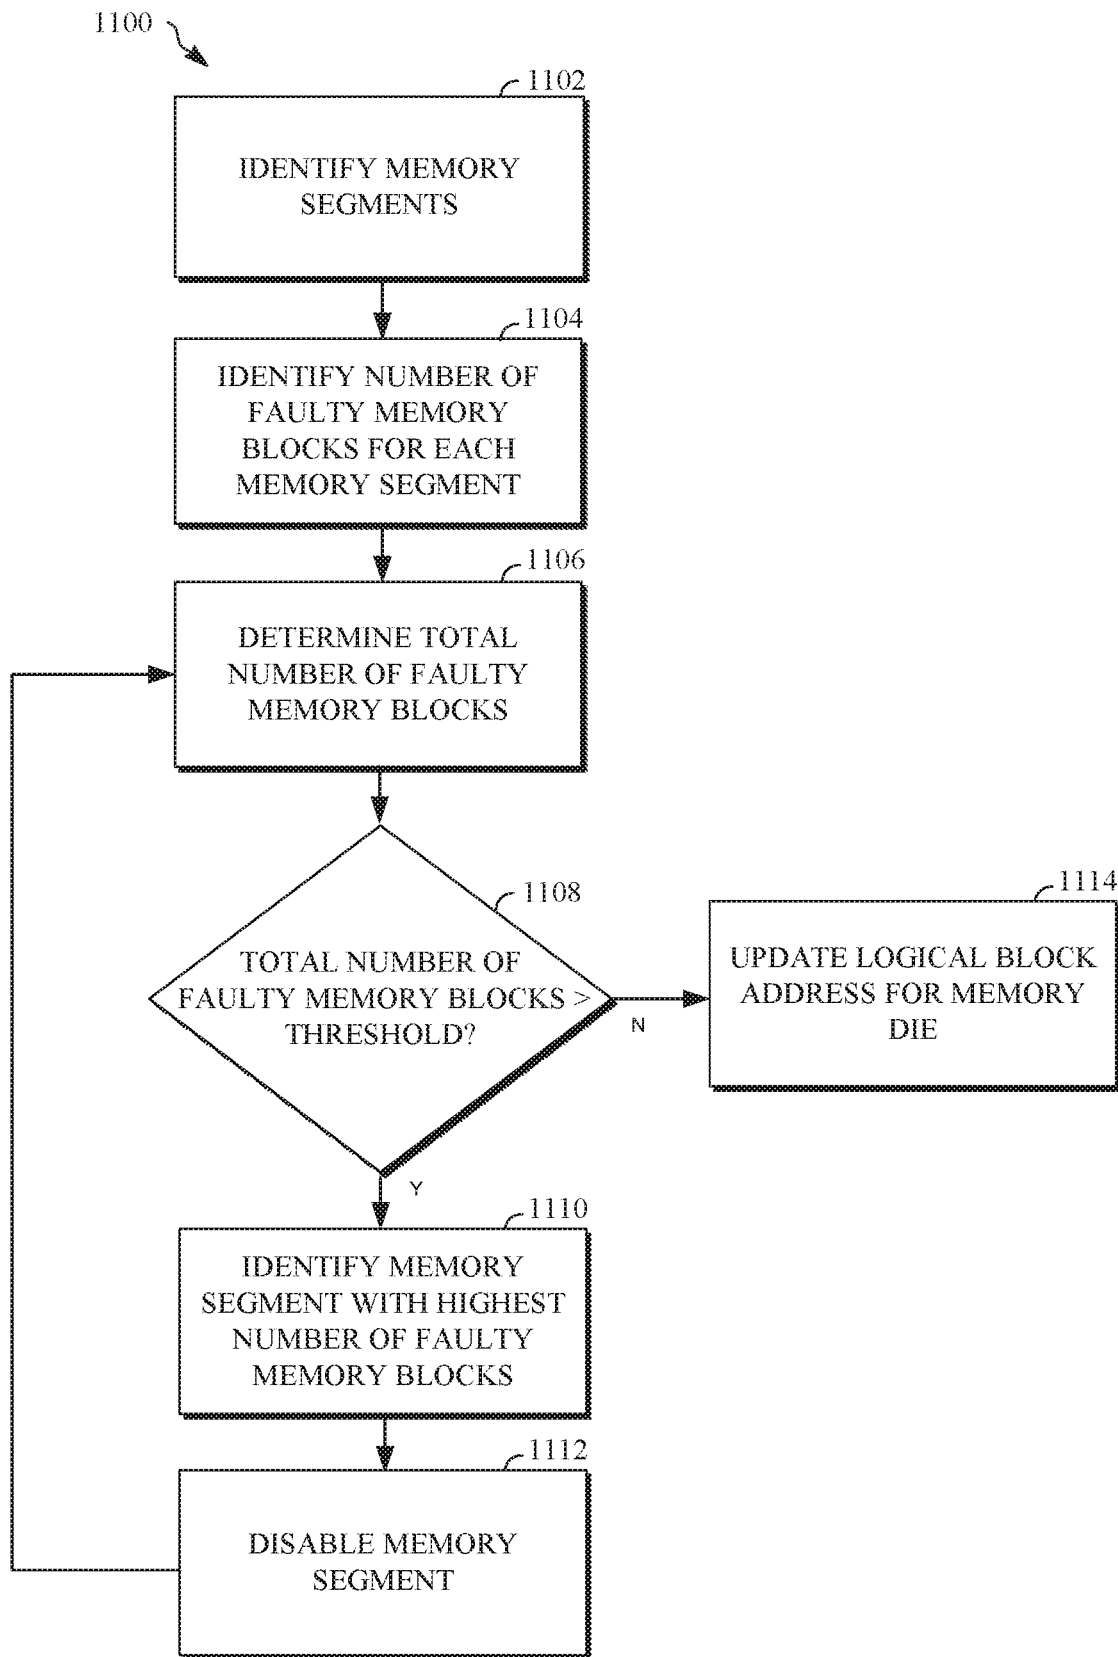 1100
1102
IDENTIFY MEMORY
SEGMENTS
1104
IDENTIFY NUMBER OF
FAULTY MEMORY
BLOCKS FOR EACH
MEMORY SEGMENT
1106
DETERMINE TOTAL
NUMBER OF FAULTY
MEMORY BLOCKS
1108
TOTAL NUMBER OF
FAULTY MEMORY BLOCKS >
THRESHOLD?
N
1114
UPDATE LOGICAL BLOCK
ADDRESS FOR MEMORY
DIE
Y
1110
IDENTIFY MEMORY
SEGMENT WITH HIGHEST
NUMBER OF FAULTY
MEMORY BLOCKS
1112
DISABLE MEMORY
SEGMENT